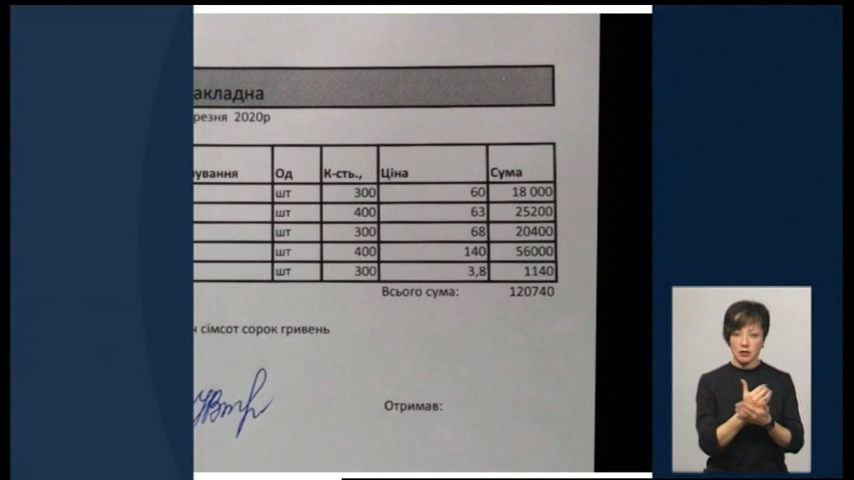 акладна
резня 2020р
ування Од К-сть., Ціна Сума
шт 300 60 18 000
шт 400 63 25200
шт 300 68 20400
шт 400 140 56000
шт 300 3,8 1140
Всього сума: 120740
ч сімсот сорок гривень
Отримав: